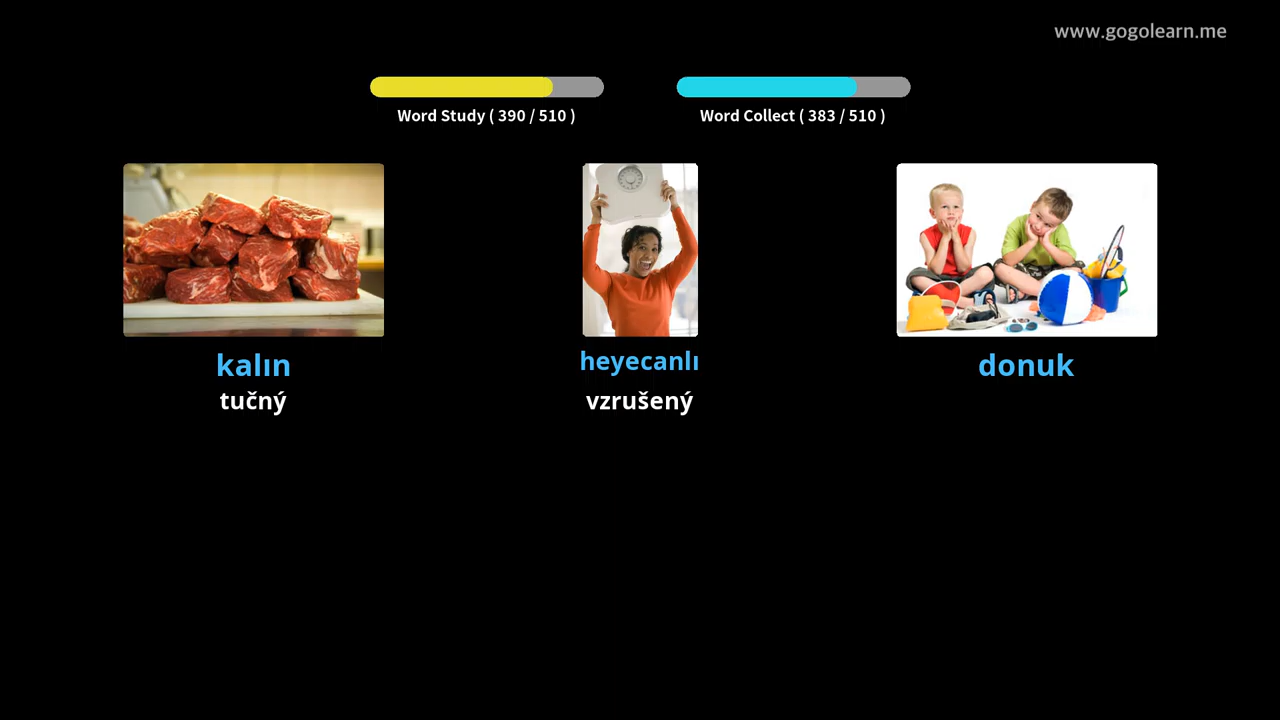 www.gogolearn.me
Word Study ( 390 / 510 )
Word Collect ( 383 / 510 )
kalın
tučný
heyecanlı
vzrušený
donuk